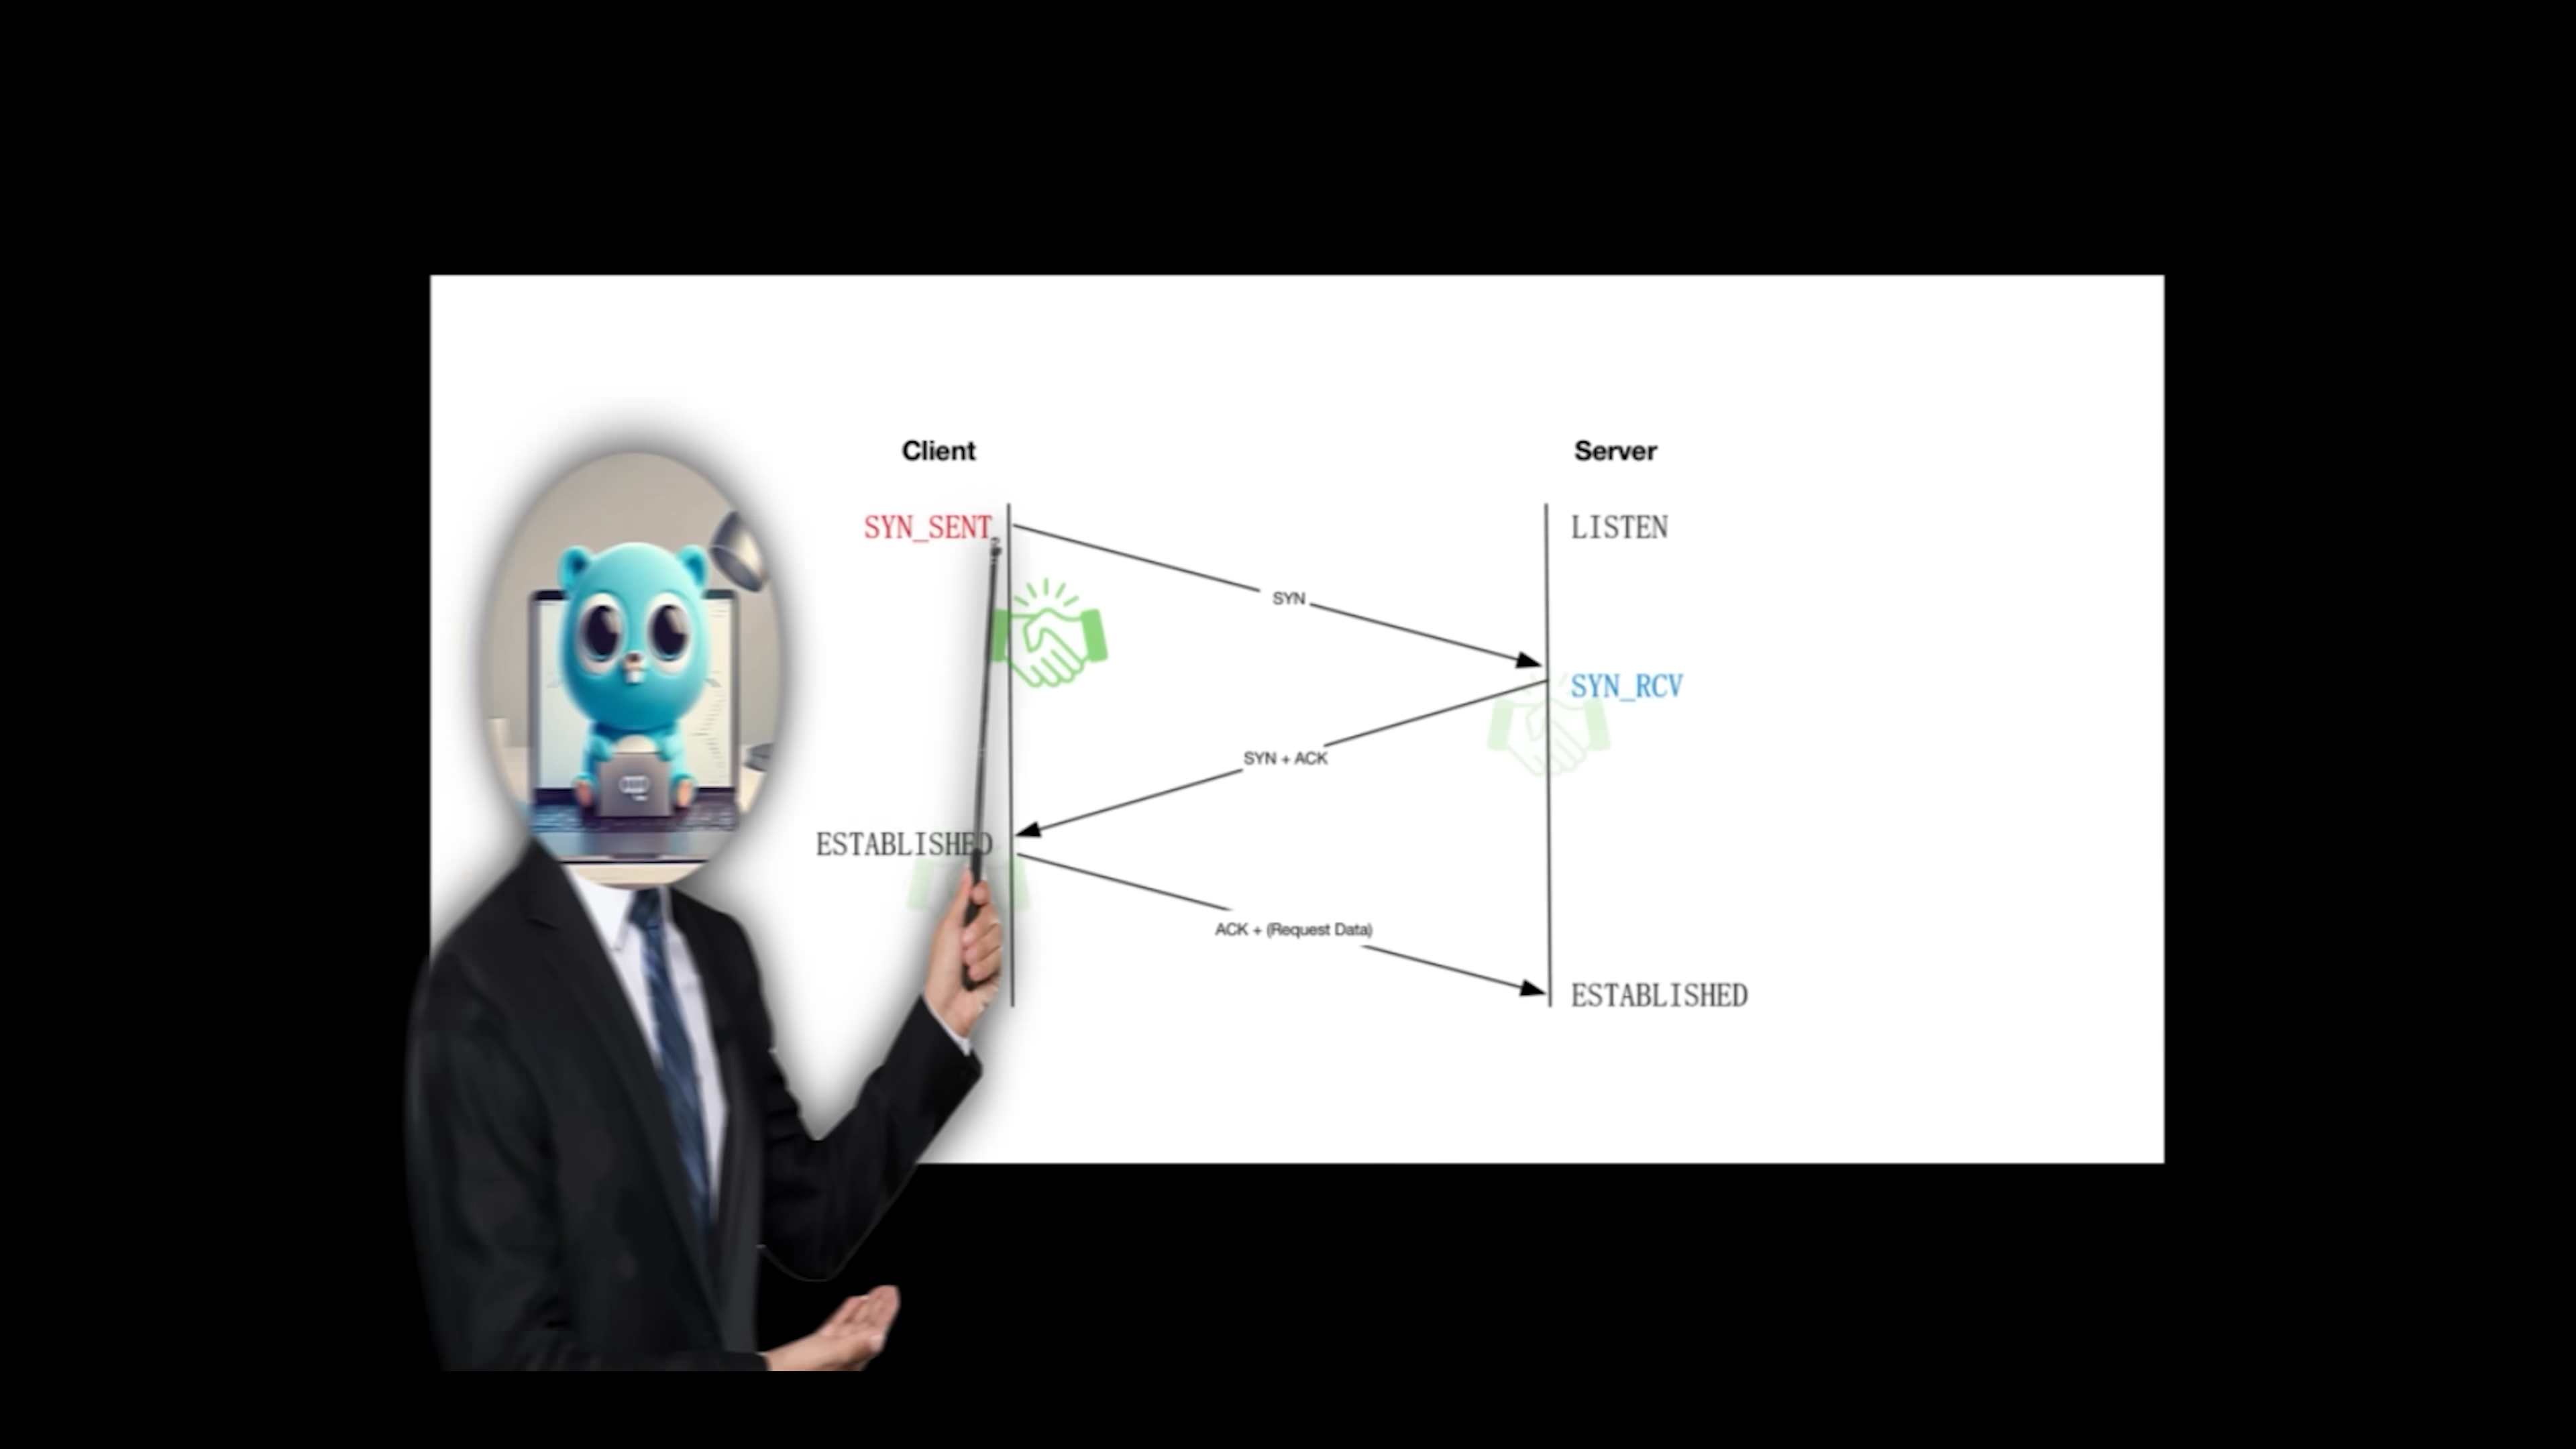 Client
Server
SYN_SENT
LISTEN
SYN
SYN_RCV
SYN + ACK
ESTABLISHED
ACK + (Request Data)
ESTABLISHED